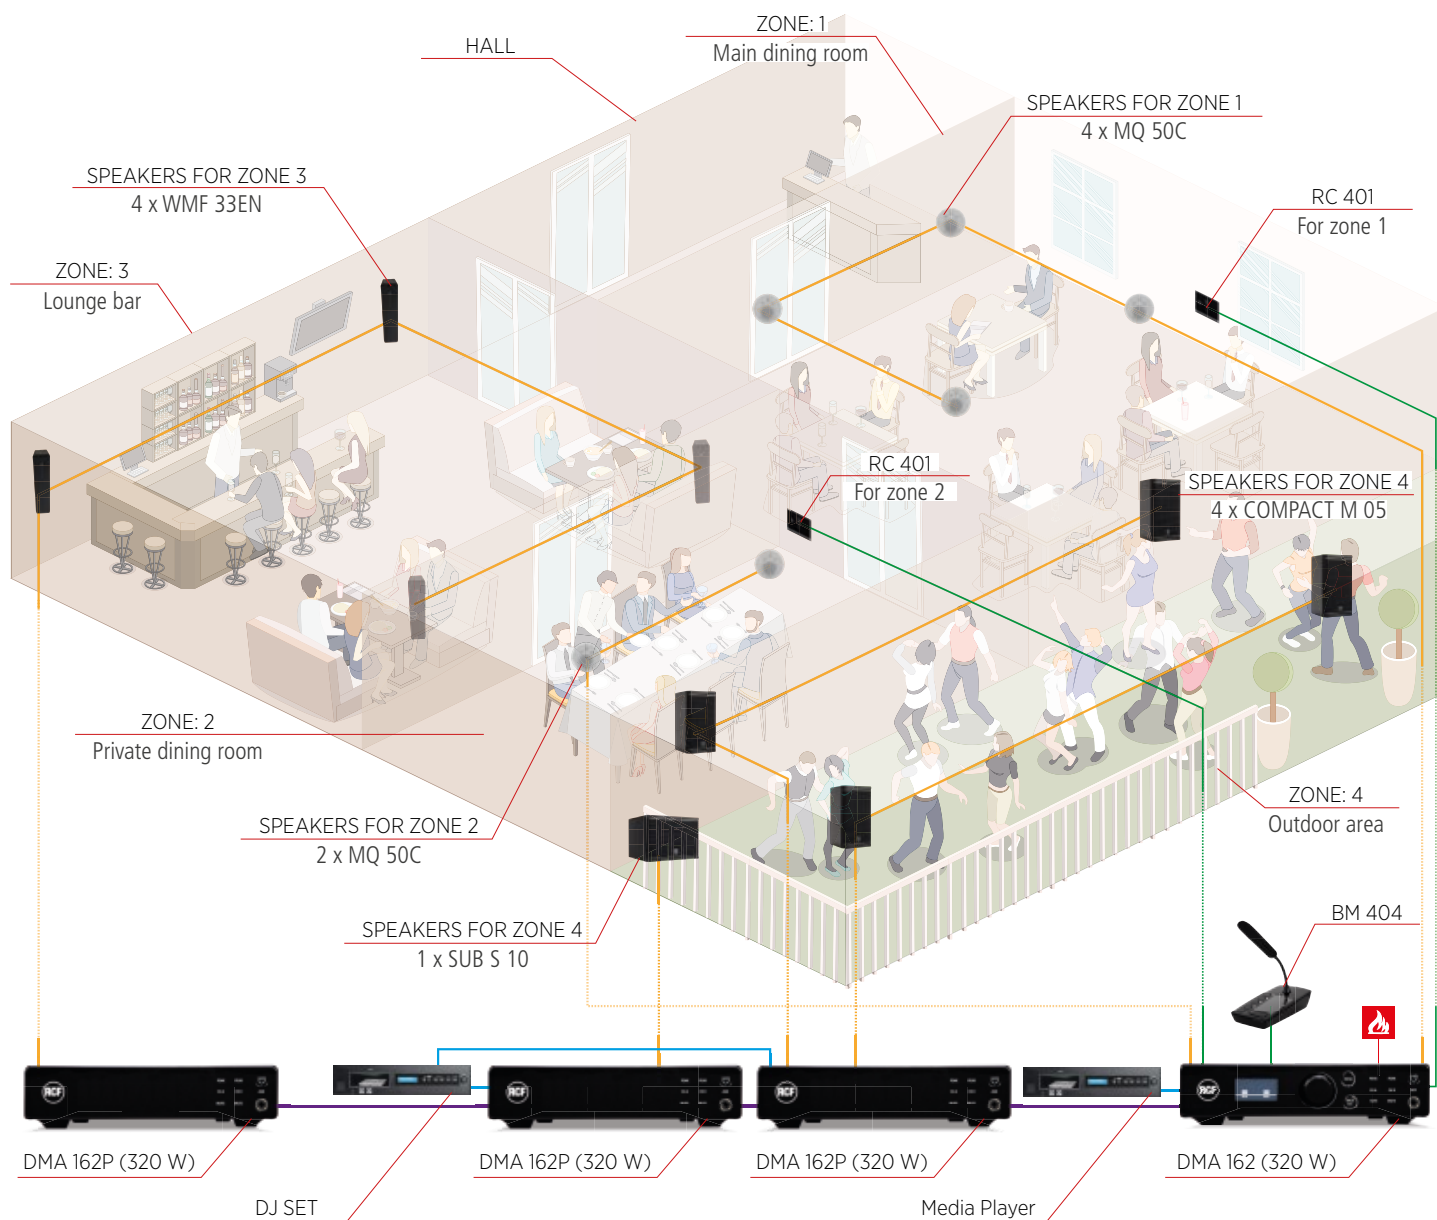 ZONE: 1
Main dining room
HALL
SPEAKERS FOR ZONE 1
4 x MQ 50C
SPEAKERS FOR ZONE 3
4 x WMF 33EN
RC 401
For zone 1
ZONE: 3
Lounge bar
RC 401
For zone 2
SPEAKERS FOR ZONE 4
4 x COMPACT M 05
ZONE: 2
Private dining room
ZONE: 4
Outdoor area
SPEAKERS FOR ZONE 2
2 x MQ 50C
SPEAKERS FOR ZONE 4
1 x SUB S 10
BM 404
RCF
RCF
RCF
RCF
DMA 162P (320 W)
DMA 162P (320 W)
DMA 162P (320 W)
DMA 162 (320 W)
DJ SET
Media Player